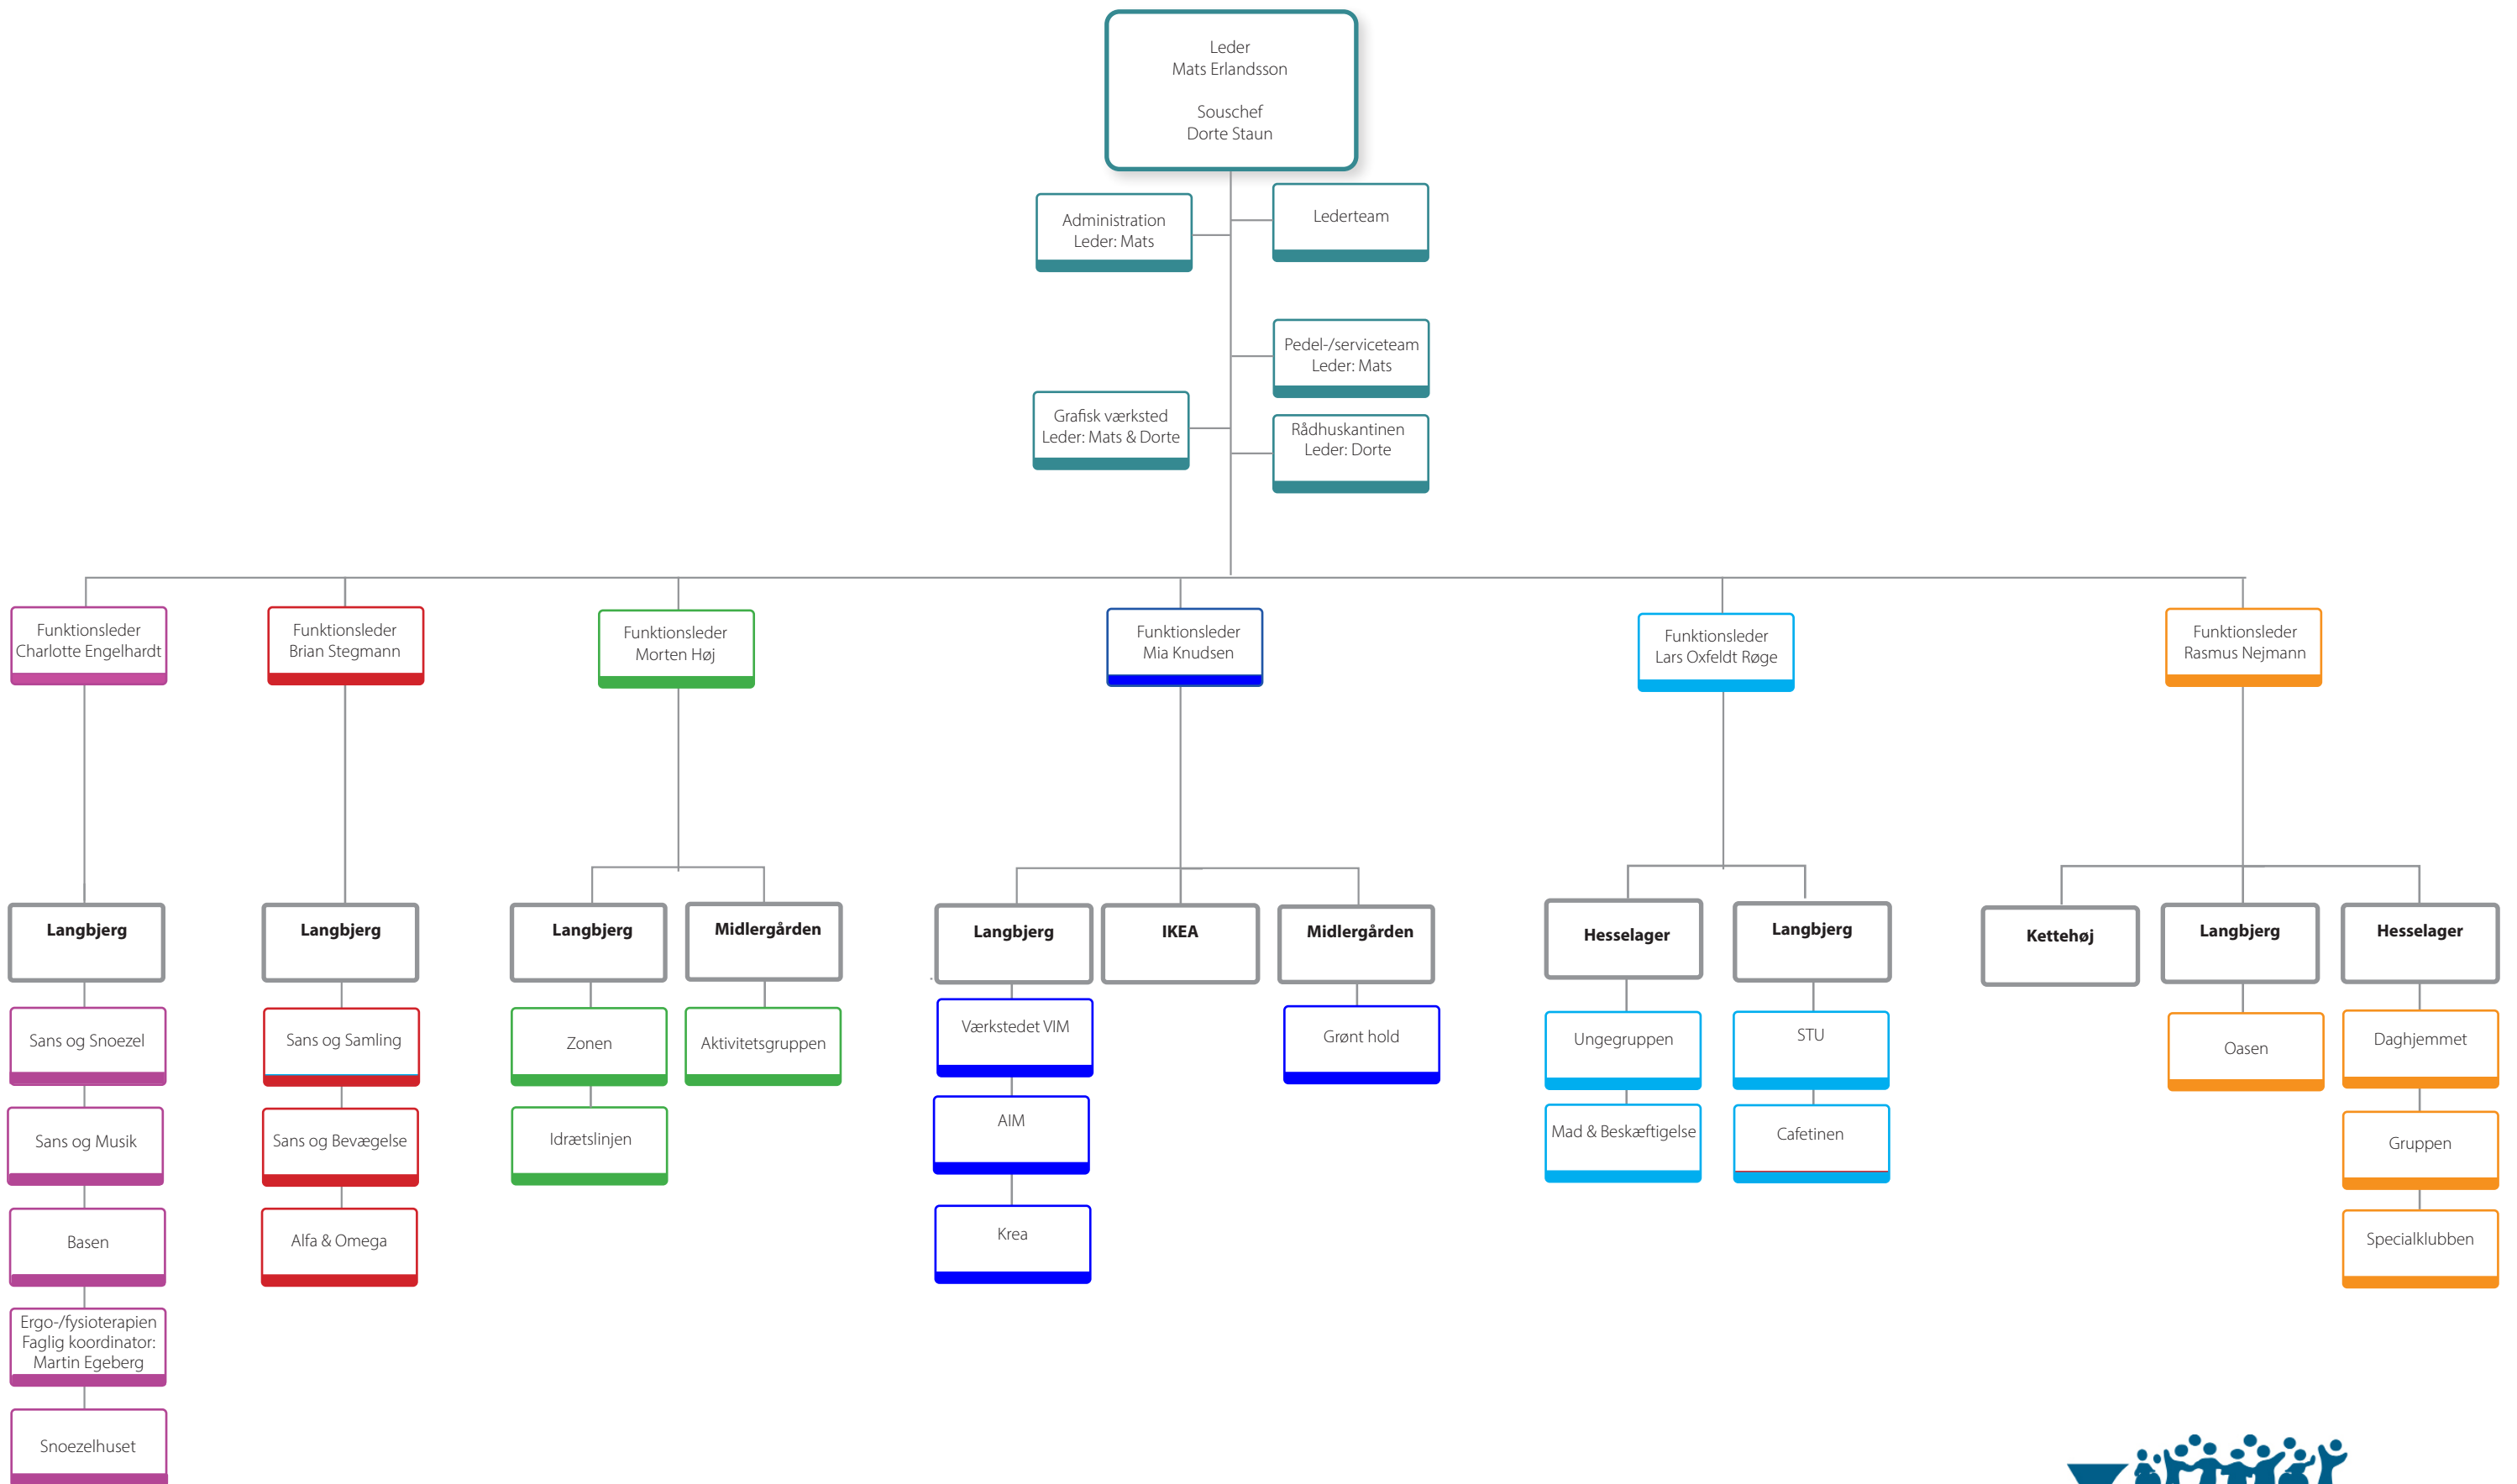 Leder
Mats Erlandsson
Souschef
Dorte Staun
Administration
Leder: Mats
Lederteam
Pedel-/serviceteam
Leder: Mats
Grafisk værksted
Leder: Mats & Dorte
Rådhuskantinen
Leder: Dorte
Funktionsleder
Charlotte Engelhardt
Funktionsleder
Brian Stegmann
Funktionsleder
Morten Høj
Funktionsleder
Mia Knudsen
Funktionsleder
Lars Oxfeldt Røge
Funktionsleder
Rasmus Nejmann
Langbjerg
Langbjerg
Langbjerg
Midlergården
Langbjerg
IKEA
Midlergården
Hesselager
Langbjerg
Kettehøj
Langbjerg
Hesselager
Sans og Snoezel
Sans og Samling
Zonen
Aktivitetsgruppen
Værkstedet VIM
Grønt hold
Ungegruppen
STU
Oasen
Daghjemmet
Sans og Musik
Sans og Bevægelse
Idrætslinjen
AIM
Mad & Beskæftigelse
Cafetinen
Gruppen
Basen
Alfa & Omega
Krea
Specialklubben
Ergo-/fysioterapien
Faglig koordinator:
Martin Egeberg
Snoezelhuset